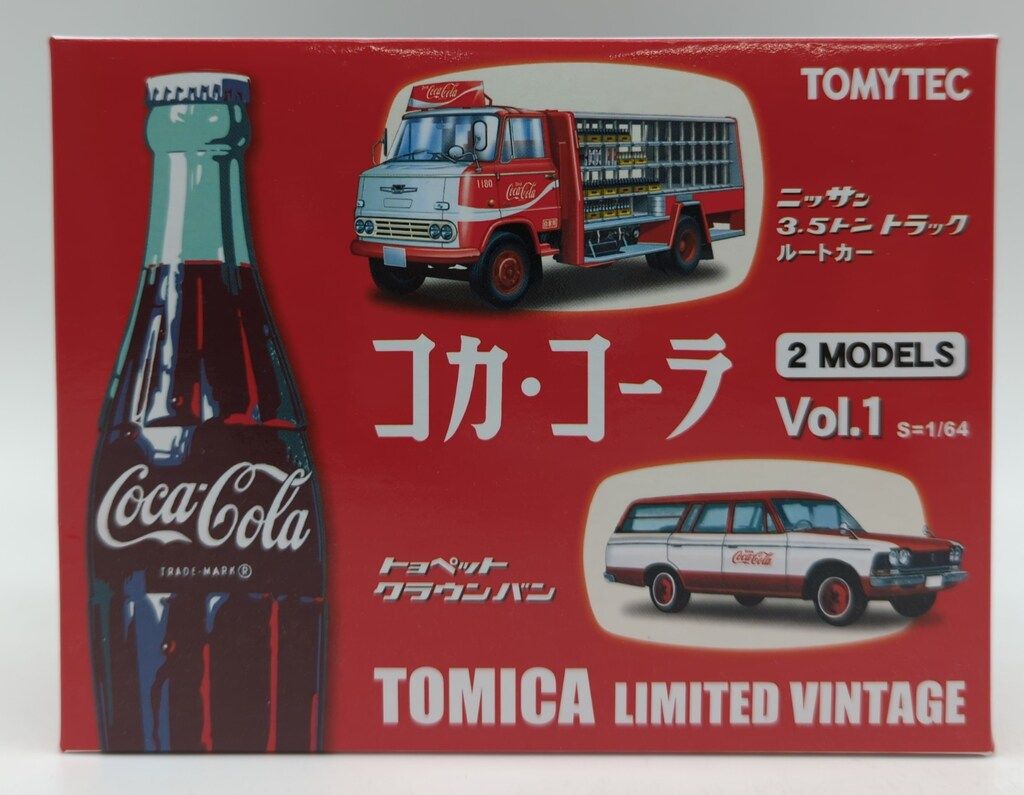 TOMYTEC
Coca-Cola
1180
Coca-Cola
ニッサン
3.5トントラック
ルートカー
コカ・コーラ
2 MODELS
Vol.1 S=1/64
Coca-Cola
TRADE-MARK®
トヨペット
クラウンバン
Coca-Cola
TOMICA LIMITED VINTAGE